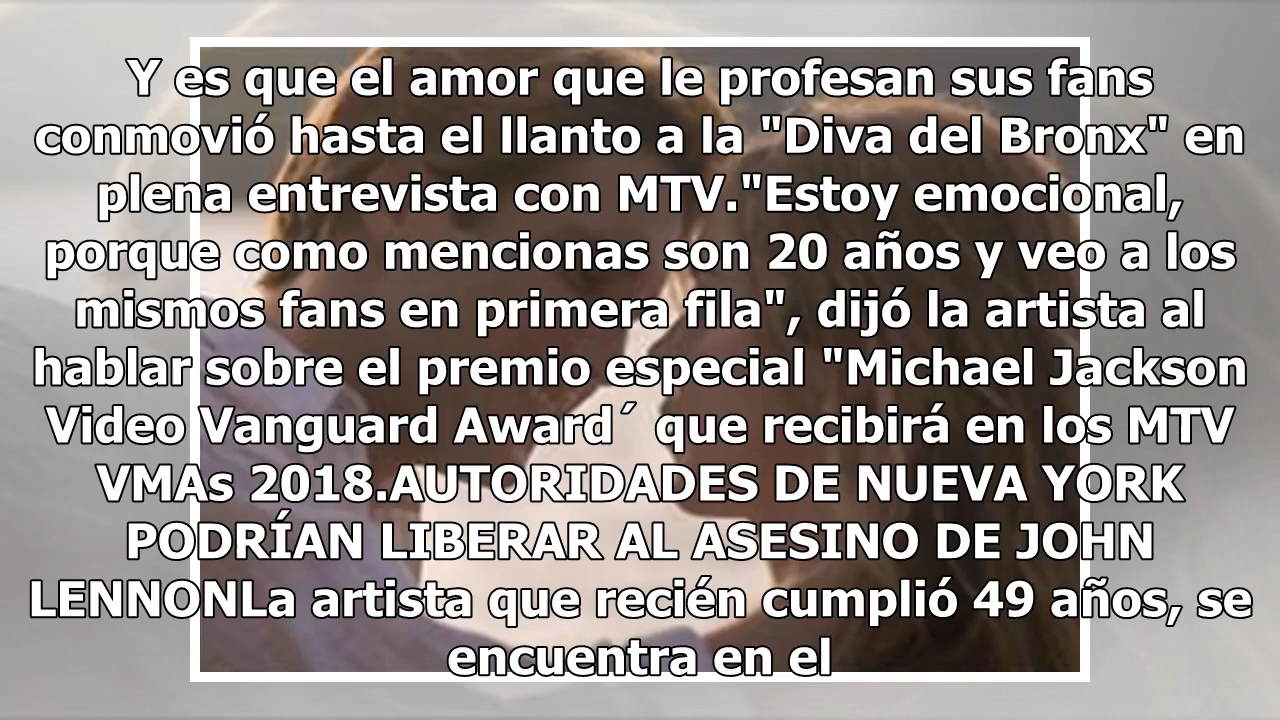 Y es que el amor que le profesan sus fans
conmovió hasta el llanto a la "Diva del Bronx" en
plena entrevista con MTV."Estoy emocional,
porque como mencionas son 20 años y veo a los
mismos fans en primera fila", dijó la artista al
hablar sobre el premio especial "Michael Jackson
Video Vanguard Award´ que recibirá en los MTV
VMAs 2018.AUTORIDADES DE NUEVA YORK
PODRÍAN LIBERAR AL ASESINO DE JOHN
LENNONLa artista que recién cumplió 49 años, se
encuentra en el